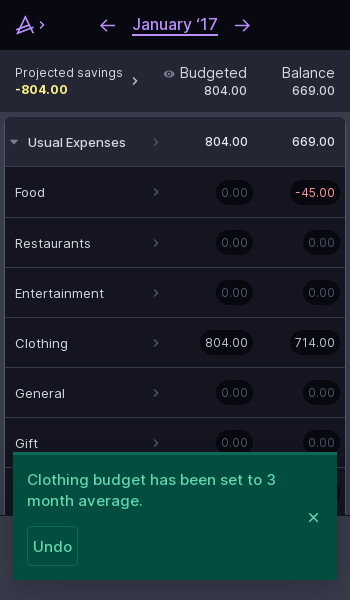 January ‘17
Projected savings
-804.00
Budgeted
804.00
Balance
669.00
Usual Expenses 804.00 669.00
Food 0.00 -45.00
Restaurants 0.00 0.00
Entertainment 0.00 0.00
Clothing 804.00 714.00
General 0.00 0.00
Gift 0.00 0.00
Clothing budget has been set to 3
month average.
Undo